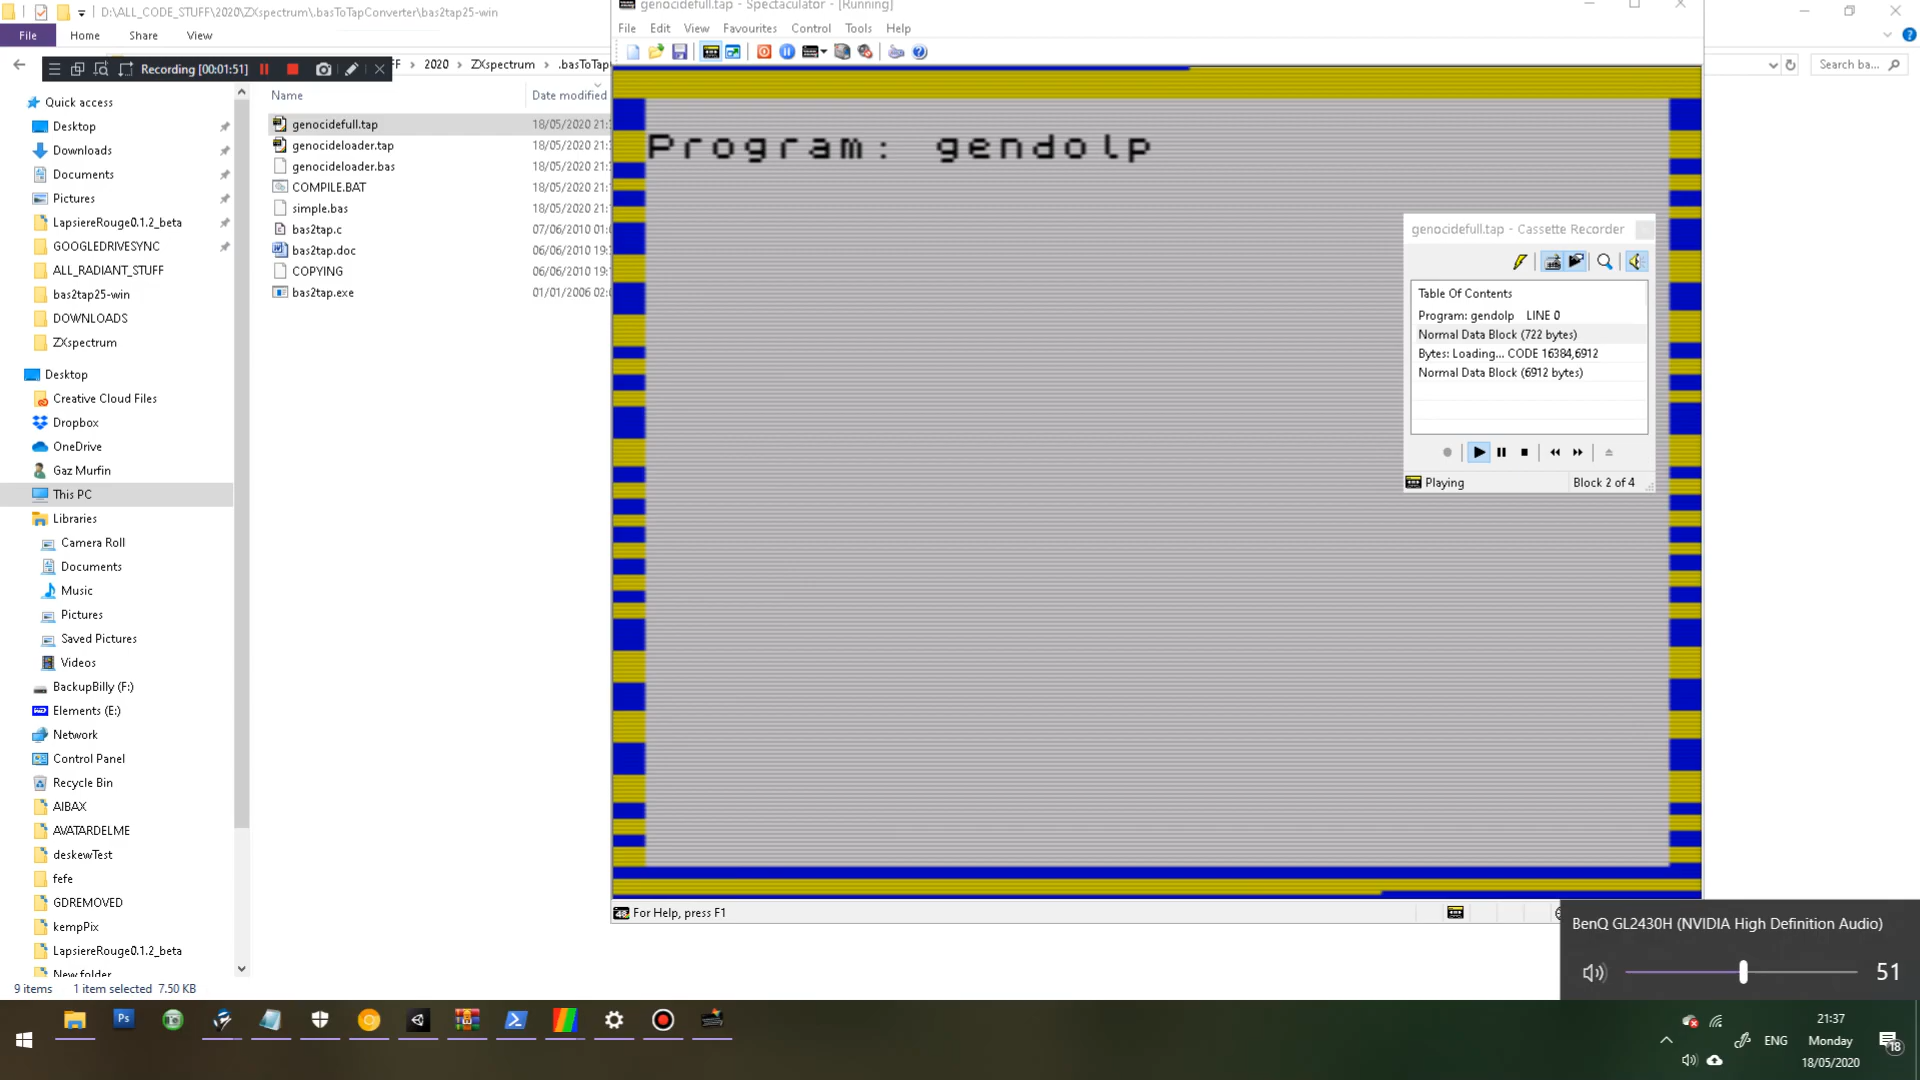 D:\ALL_CODE_STUFF\2020\ZXspectrum\.basToTapConverter\bas2tap25-win
File Home Share View
Recording [00:01:51]
2020 ZXspectrum .basToTap
Search ba...
Quick access
Desktop
Downloads
Documents
Pictures
LapsiereRouge0.1.2_beta
GOOGLEDRIVESYNC
ALL_RADIANT_STUFF
bas2tap25-win
DOWNLOADS
ZXspectrum
Desktop
Creative Cloud Files
Dropbox
OneDrive
Gaz Murfin
This PC
Libraries
Camera Roll
Documents
Music
Pictures
Saved Pictures
Videos
BackupBilly (F:)
Elements (E:)
Network
Control Panel
Recycle Bin
AIBAX
AVATARDELME
deskewTest
fefe
GDREMOVED
kempPix
LapsiereRouge0.1.2_beta
New folder
9 items 1 item selected 7.50 KB
Name Date modified
genocidefull.tap 18/05/2020 21:
genocideloader.tap 18/05/2020 21:
genocideloader.bas 18/05/2020 21:
COMPILE.BAT 18/05/2020 21:
simple.bas 18/05/2020 21:
bas2tap.c 07/06/2010 01:
bas2tap.doc 06/06/2010 19:
COPYING 06/06/2010 19:
bas2tap.exe 01/01/2006 02:
genocidefull.tap - Spectaculator - [Running]
File Edit View Favourites Control Tools Help
Program: gendolp
genocidefull.tap - Cassette Recorder
Table Of Contents
Program: gendolp LINE 0
Normal Data Block (722 bytes)
Bytes: Loading... CODE 16384,6912
Normal Data Block (6912 bytes)
Playing Block 2 of 4
For Help, press F1
BenQ GL2430H (NVIDIA High Definition Audio)
51
Ps
ENG
21:37
Monday
18/05/2020
18